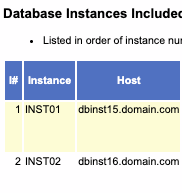 Database Instances Included
• Listed in order of instance nu
I# Instance Host
1 INST01 dbinst15.domain.com
2 INST02 dbinst16.domain.com